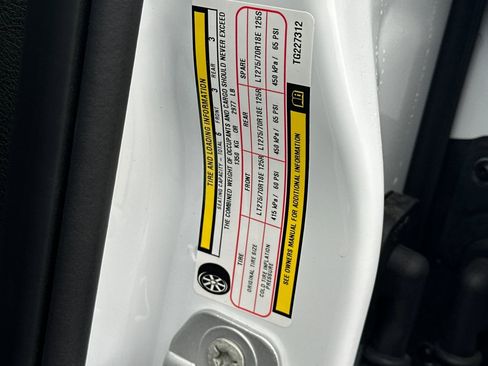 TIRE AND LOADING INFORMATION
SEATING CAPACITY – TOTAL 6 FRONT 3 REAR 3
THE COMBINED WEIGHT OF OCCUPANTS AND CARGO SHOULD NEVER EXCEED
1350 KG OR 2977 LB
TIRE FRONT REAR SPARE
ORIGINAL TIRE SIZE LT275/70R18E 125R LT275/70R18E 125R LT275/70R18E 125S
COLD TIRE INFLATION PRESSURE 415 kPa / 60 PSI 450 kPa / 65 PSI 450 kPa / 65 PSI
SEE OWNERS MANUAL FOR ADDITIONAL INFORMATION
TG227312